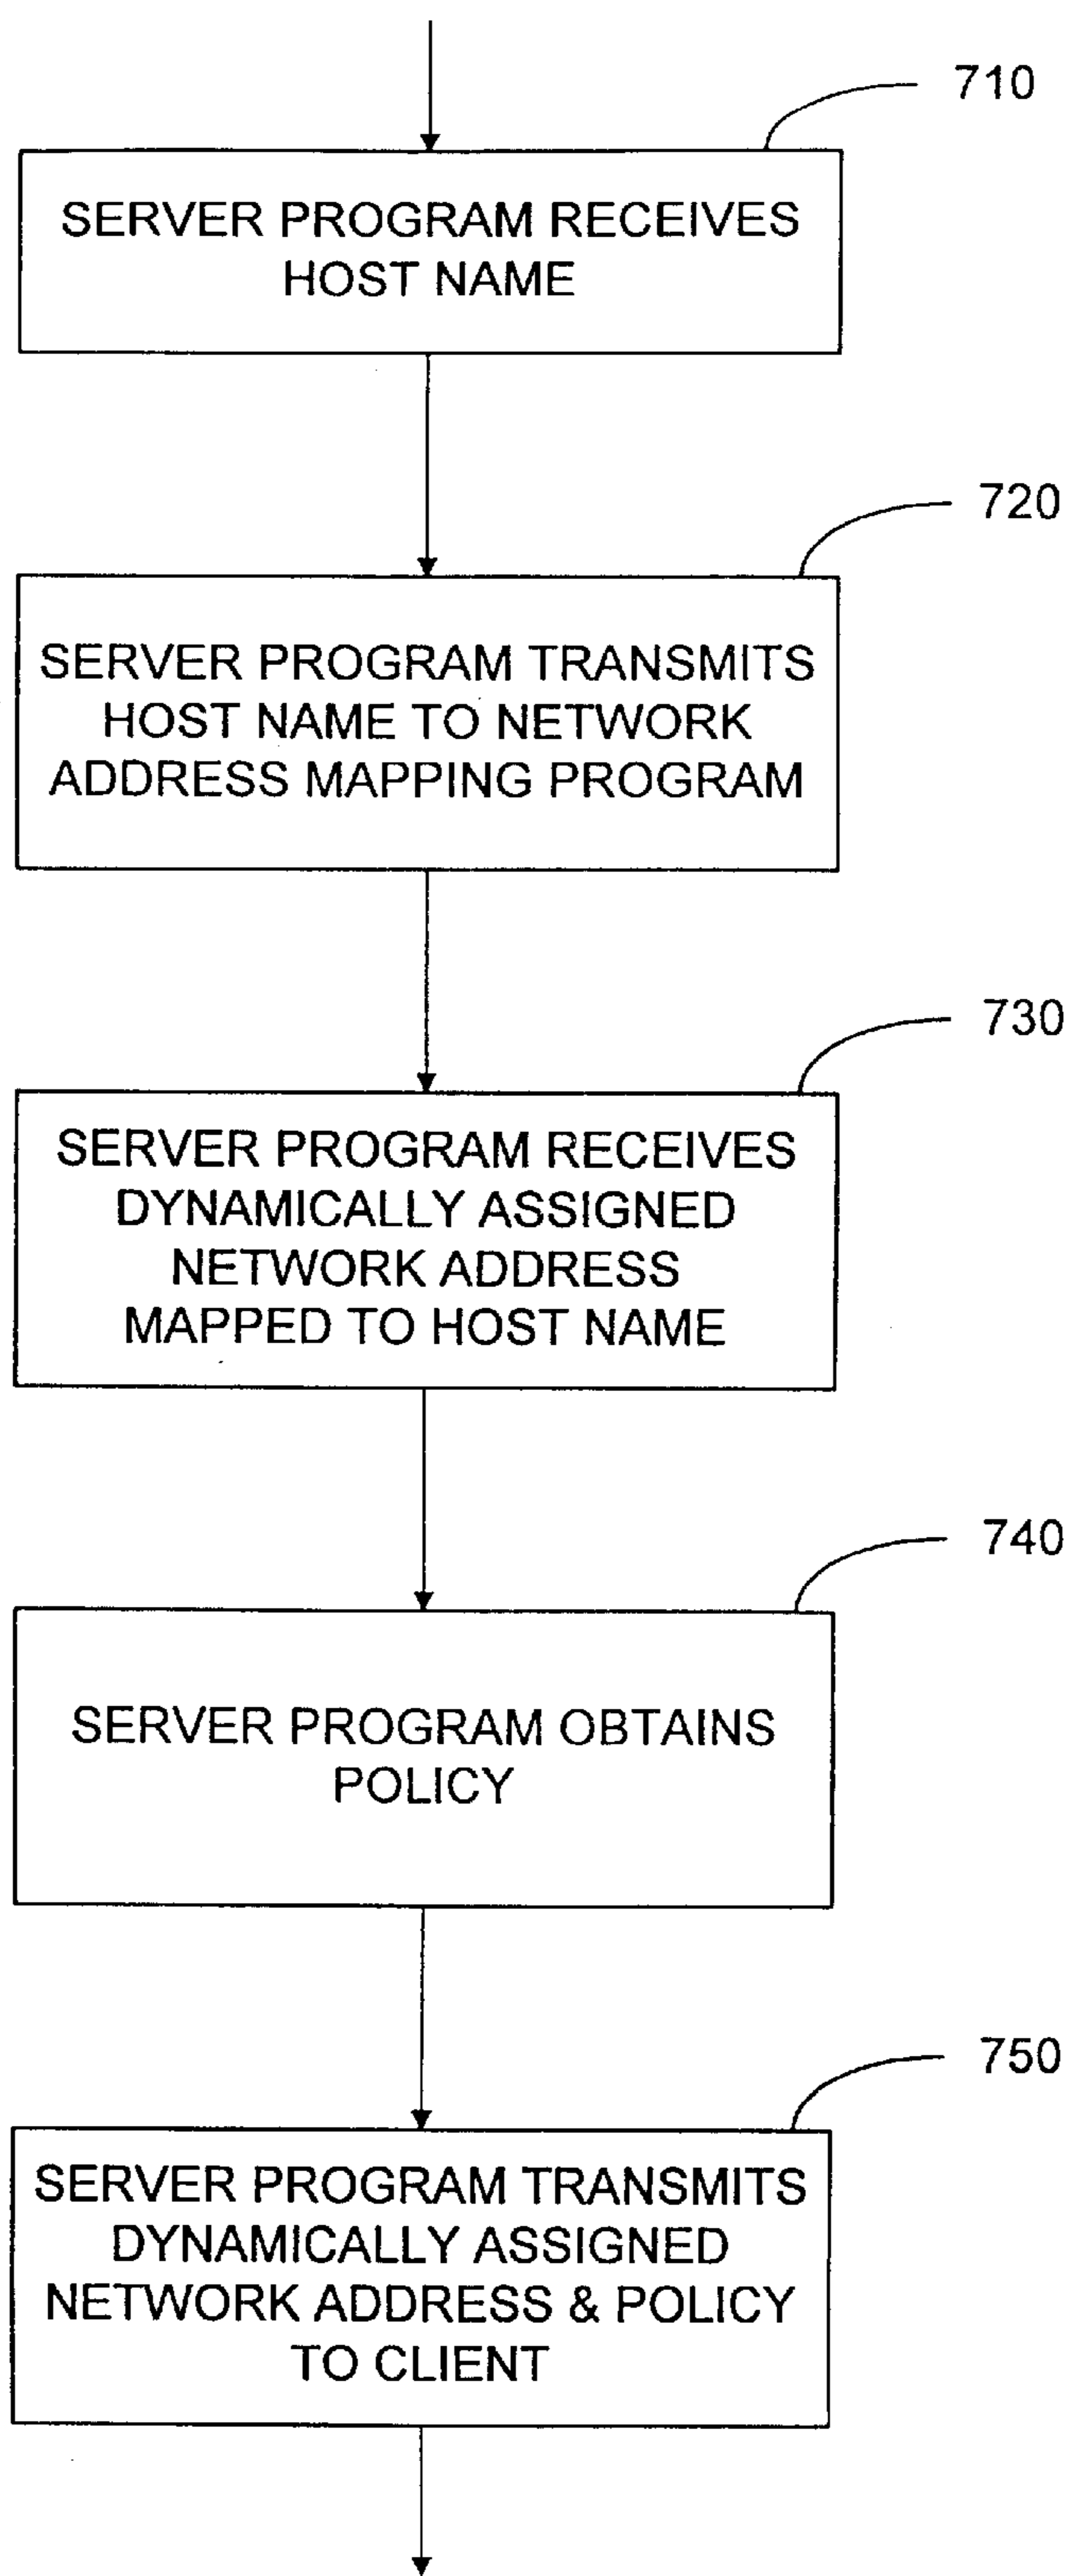 710
SERVER PROGRAM RECEIVES
HOST NAME
720
SERVER PROGRAM TRANSMITS
HOST NAME TO NETWORK
ADDRESS MAPPING PROGRAM
730
SERVER PROGRAM RECEIVES
DYNAMICALLY ASSIGNED
NETWORK ADDRESS
MAPPED TO HOST NAME
740
SERVER PROGRAM OBTAINS
POLICY
750
SERVER PROGRAM TRANSMITS
DYNAMICALLY ASSIGNED
NETWORK ADDRESS & POLICY
TO CLIENT